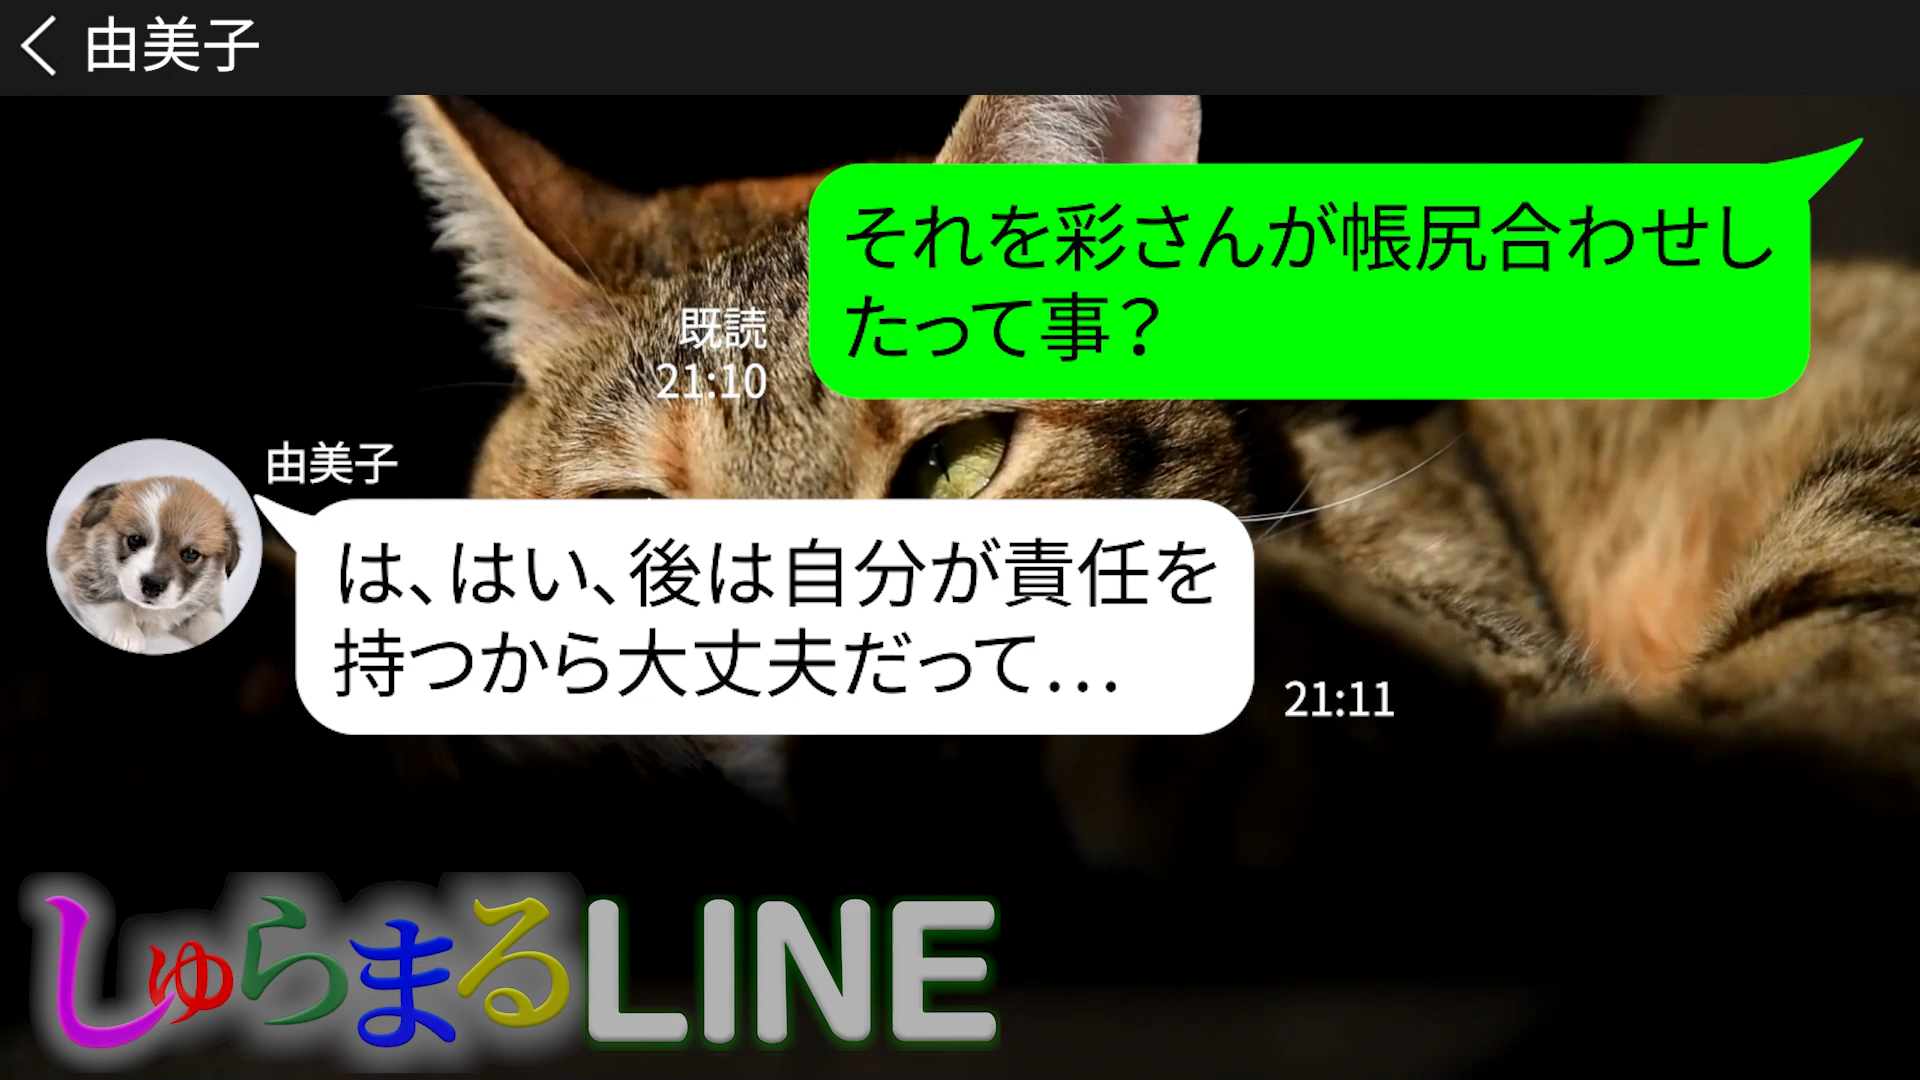 由美子
それを彩さんが帳尻合わせし
たって事？
既読
21:10
由美子
は、はい、後は自分が責任を
持つから大丈夫だって…
21:11
しゅらまるLINE